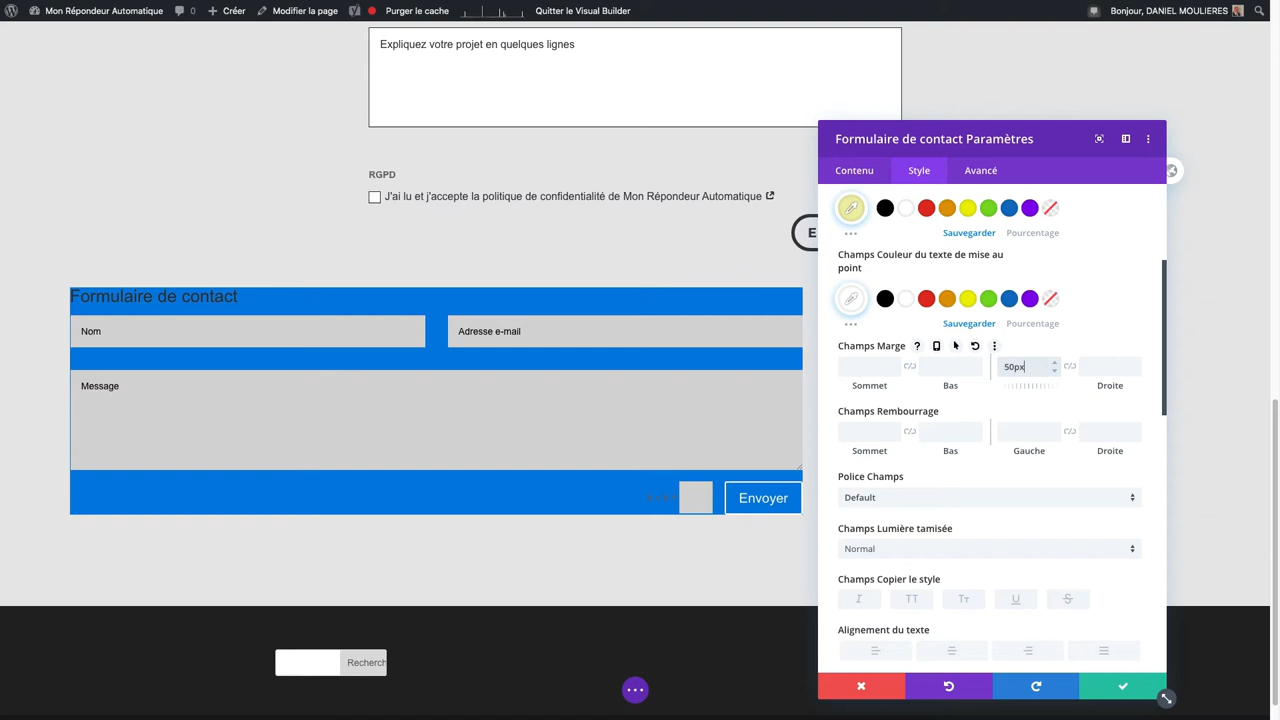 Mon Répondeur Automatique 0 Créer Modifier la page Purger le cache Quitter le Visual Builder Bonjour, DANIEL MOULIERES
Expliquez votre projet en quelques lignes
RGPD
J'ai lu et j'accepte la politique de confidentialité de Mon Répondeur Automatique
E
Formulaire de contact
Nom Adresse e-mail
Message
Envoyer
Recherch
Formulaire de contact Paramètres
Contenu Style Avancé
Sauvegarder Pourcentage
Champs Couleur du texte de mise au
point
Sauvegarder Pourcentage
Champs Marge
50px
Sommet Bas Droite
Champs Rembourrage
Sommet Bas Gauche Droite
Police Champs
Default
Champs Lumière tamisée
Normal
Champs Copier le style
I TT Tт U S
Alignement du texte